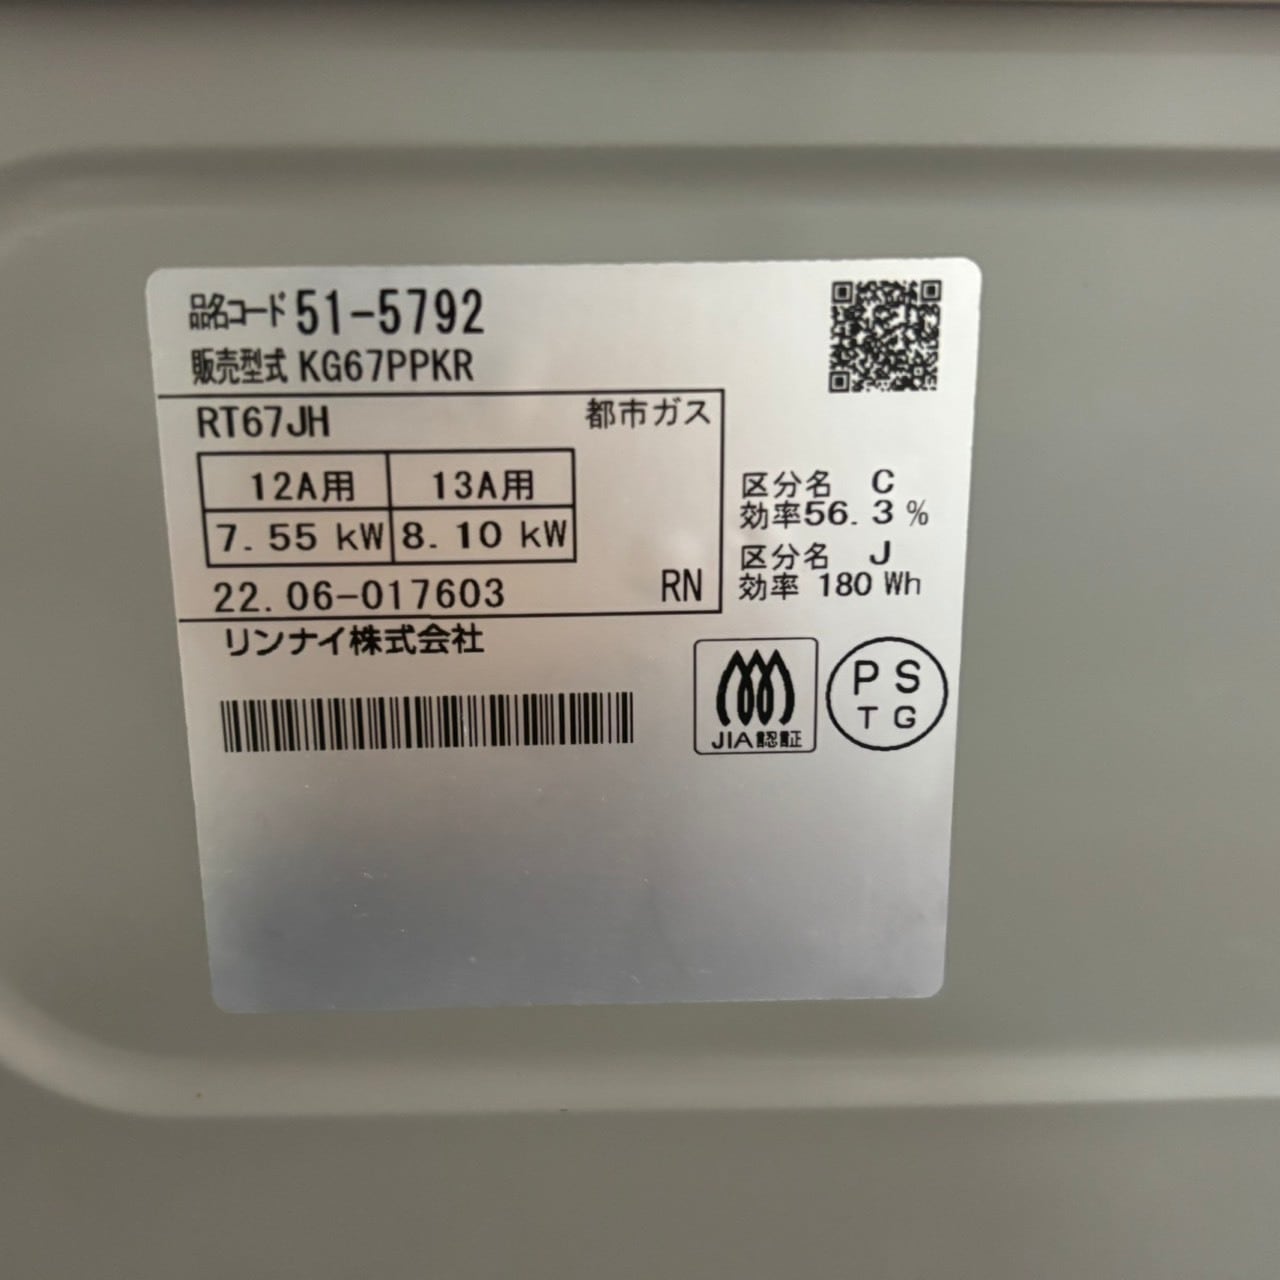 品名コード 51-5792
販売型式 KG67PPKR
RT67JH 都市ガス
12A用 13A用
7.55 kW 8.10 kW
22.06-017603 RN
リンナイ株式会社
区分名 C
効率56.3 %
区分名 J
効率 180 Wh
JIA認証
PS
TG